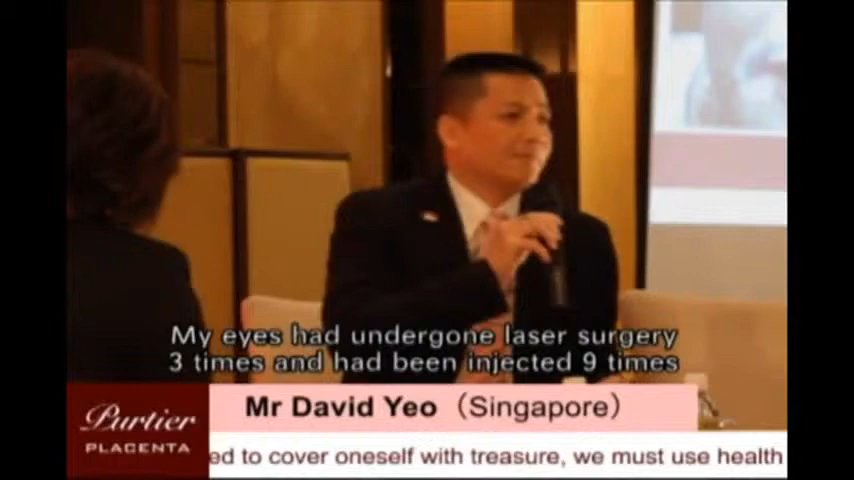 My eyes had undergone laser surgery
3 times and had been injected 9 times
Mr David Yeo（Singapore）
Purtier
PLACENTA
ed to cover oneself with treasure, we must use health